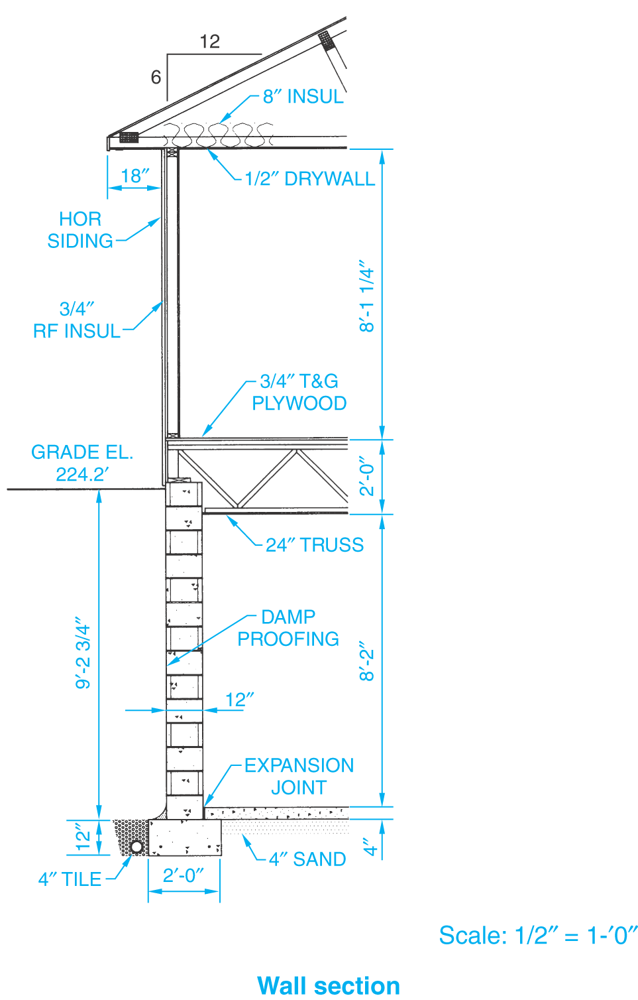 12
6
8″ INSUL
1/2″ DRYWALL
18″
HOR
SIDING
8′-1 1/4″
3/4″
RF INSUL
3/4″ T&G
PLYWOOD
GRADE EL.
224.2′
2′-0″
24″ TRUSS
DAMP
PROOFING
9′-2 3/4″
8′-2″
12″
EXPANSION
JOINT
12″
4″
4″ SAND
4″ TILE
2′-0″
Scale: 1/2″ = 1-′0″
Wall section